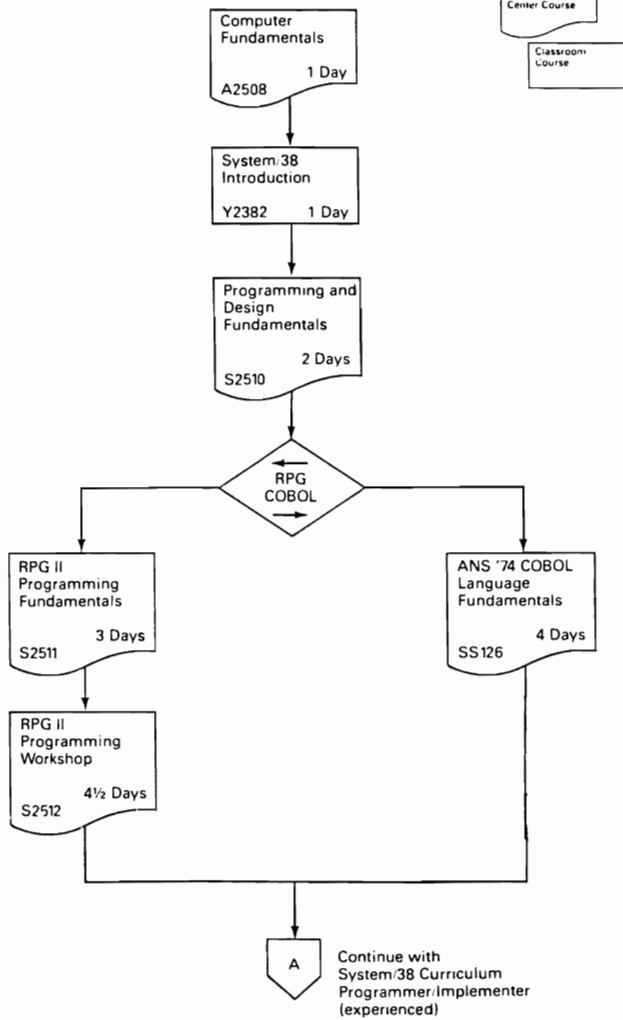 Center Course
Classroom
Course
Computer
Fundamentals
1 Day
A2508
System/38
Introduction
Y2382 1 Day
Programming and
Design
Fundamentals
2 Days
S2510
RPG
COBOL
RPG II
Programming
Fundamentals
3 Days
S2511
ANS '74 COBOL
Language
Fundamentals
4 Days
SS126
RPG II
Programming
Workshop
4½ Days
S2512
A
Continue with
System/38 Curriculum
Programmer/Implementer
(experienced)